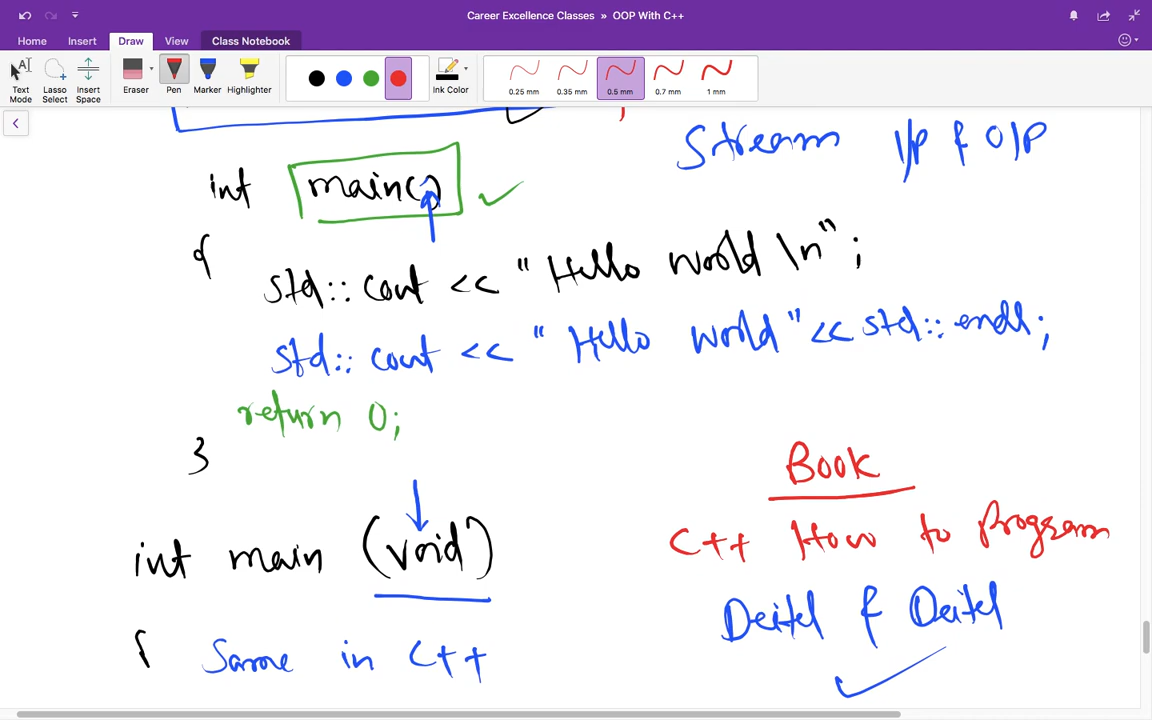 Career Excellence Classes » OOP With C++
Home Insert Draw View Class Notebook
Text Mode
Lasso Select
Insert Space
Eraser
Pen
Marker
Highlighter
Ink Color
0.25 mm
0.35 mm
0.5 mm
0.7 mm
1 mm
Stream I/P & O/P
int main()
{
std:: cout << "Hello world \n";
std:: cout << "Hello world" << std:: endl;
return 0;
}
Book
C++ How to Program
int main (void)
Deitel & Deitel
{ Same in C++